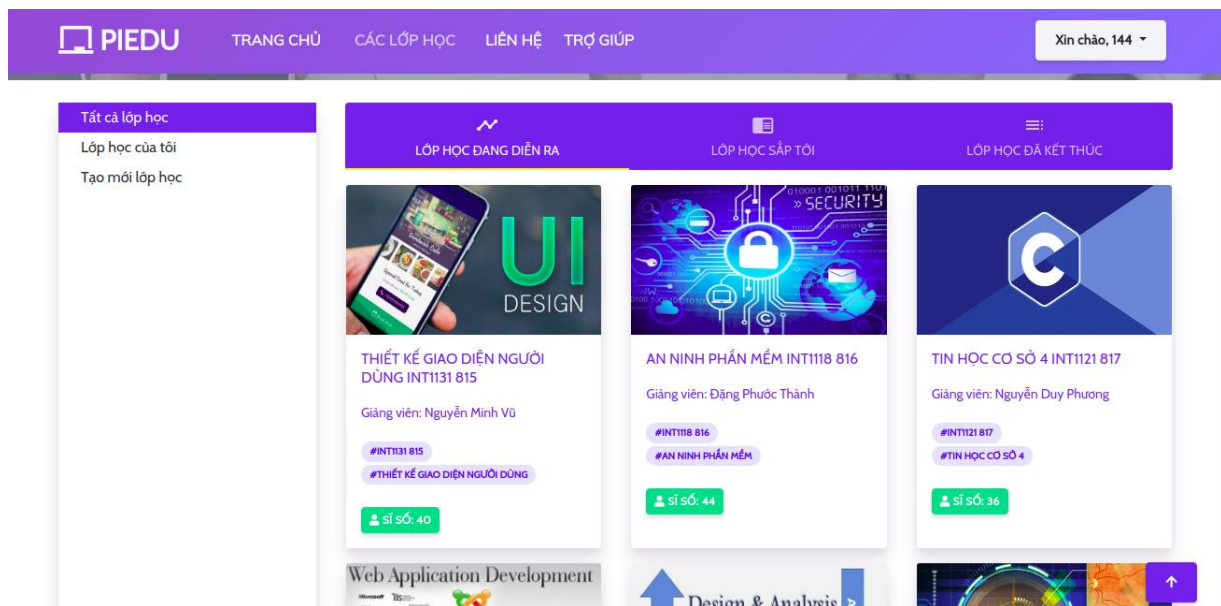 PIEDU
TRANG CHỦ
CÁC LỚP HỌC
LIÊN HỆ
TRỢ GIÚP
Xin chào, 144
Tất cả lớp học
Lớp học của tôi
Tạo mới lớp học
LỚP HỌC ĐANG DIỄN RA
LỚP HỌC SẮP TỚI
LỚP HỌC ĐÃ KẾT THÚC
UI
DESIGN
THIẾT KẾ GIAO DIỆN NGƯỜI
DÙNG INT1131 815
Giảng viên: Nguyễn Minh Vũ
#INT1131 815
#THIẾT KẾ GIAO DIỆN NGƯỜI DÙNG
SĨ SỐ: 40
» SECURITY
AN NINH PHẦN MỀM INT1118 816
Giảng viên: Đặng Phước Thành
#INT1118 816
#AN NINH PHẦN MỀM
SĨ SỐ: 44
C
TIN HỌC CƠ SỞ 4 INT1121 817
Giảng viên: Nguyễn Duy Phương
#INT1121 817
#TIN HỌC CƠ SỞ 4
SĨ SỐ: 36
Web Application Development
Microsoft
Design & Analysis